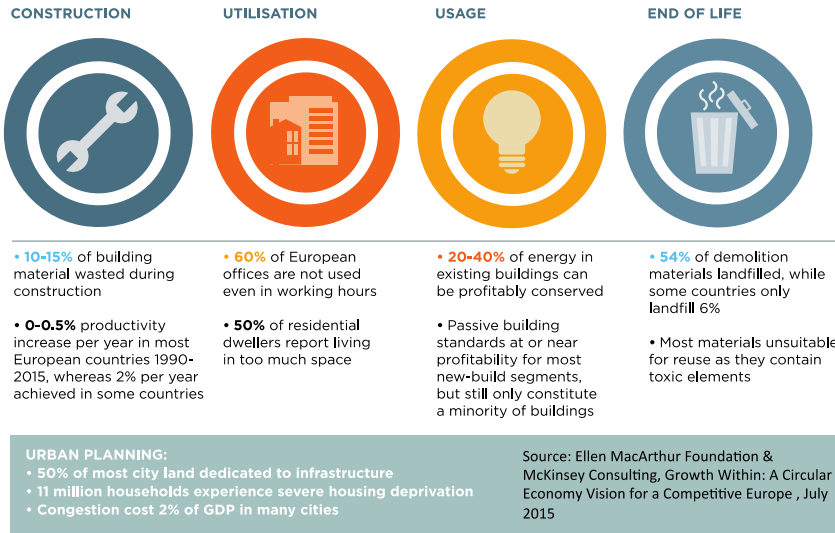 CONSTRUCTION
• 10-15% of building
material wasted during
construction
• 0-0.5% productivity
increase per year in most
European countries 1990-
2015, whereas 2% per year
achieved in some countries
UTILISATION
• 60% of European
offices are not used
even in working hours
• 50% of residential
dwellers report living
in too much space
USAGE
• 20-40% of energy in
existing buildings can
be profitably conserved
• Passive building
standards at or near
profitability for most
new-build segments,
but still only constitute
a minority of buildings
END OF LIFE
• 54% of demolition
materials landfilled, while
some countries only
landfill 6%
• Most materials unsuitable
for reuse as they contain
toxic elements
URBAN PLANNING:
• 50% of most city land dedicated to infrastructure
• 11 million households experience severe housing deprivation
• Congestion cost 2% of GDP in many cities
Source: Ellen MacArthur Foundation &
McKinsey Consulting, Growth Within: A Circular
Economy Vision for a Competitive Europe , July
2015